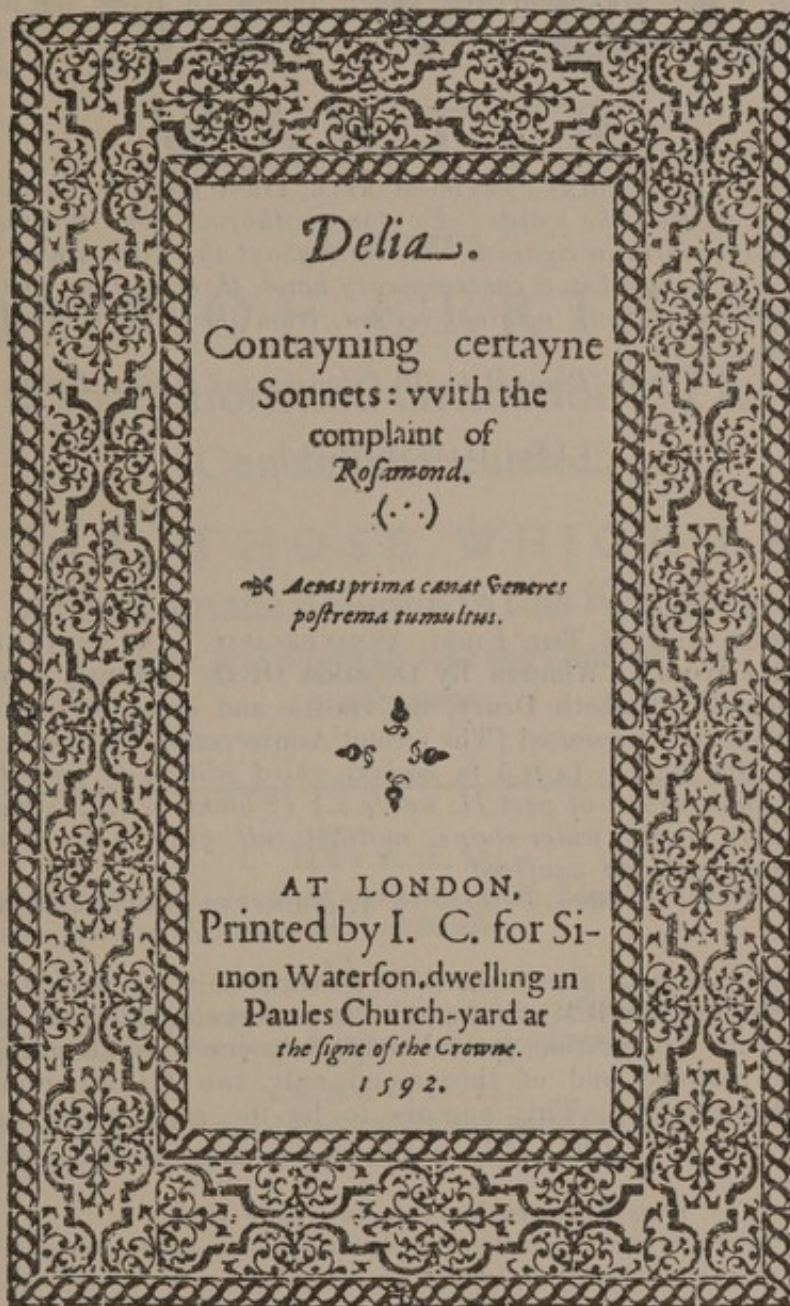 Delia.
Contayning certayne
Sonnets: vvith the
complaint of
Roſamond.
(.·.)
Aetas prima canat Veneres
poſtrema tumultus.
AT LONDON,
Printed by I. C. for Si-
mon Waterſon, dwelling in
Paules Church-yard at
the ſigne of the Crowne.
1592.